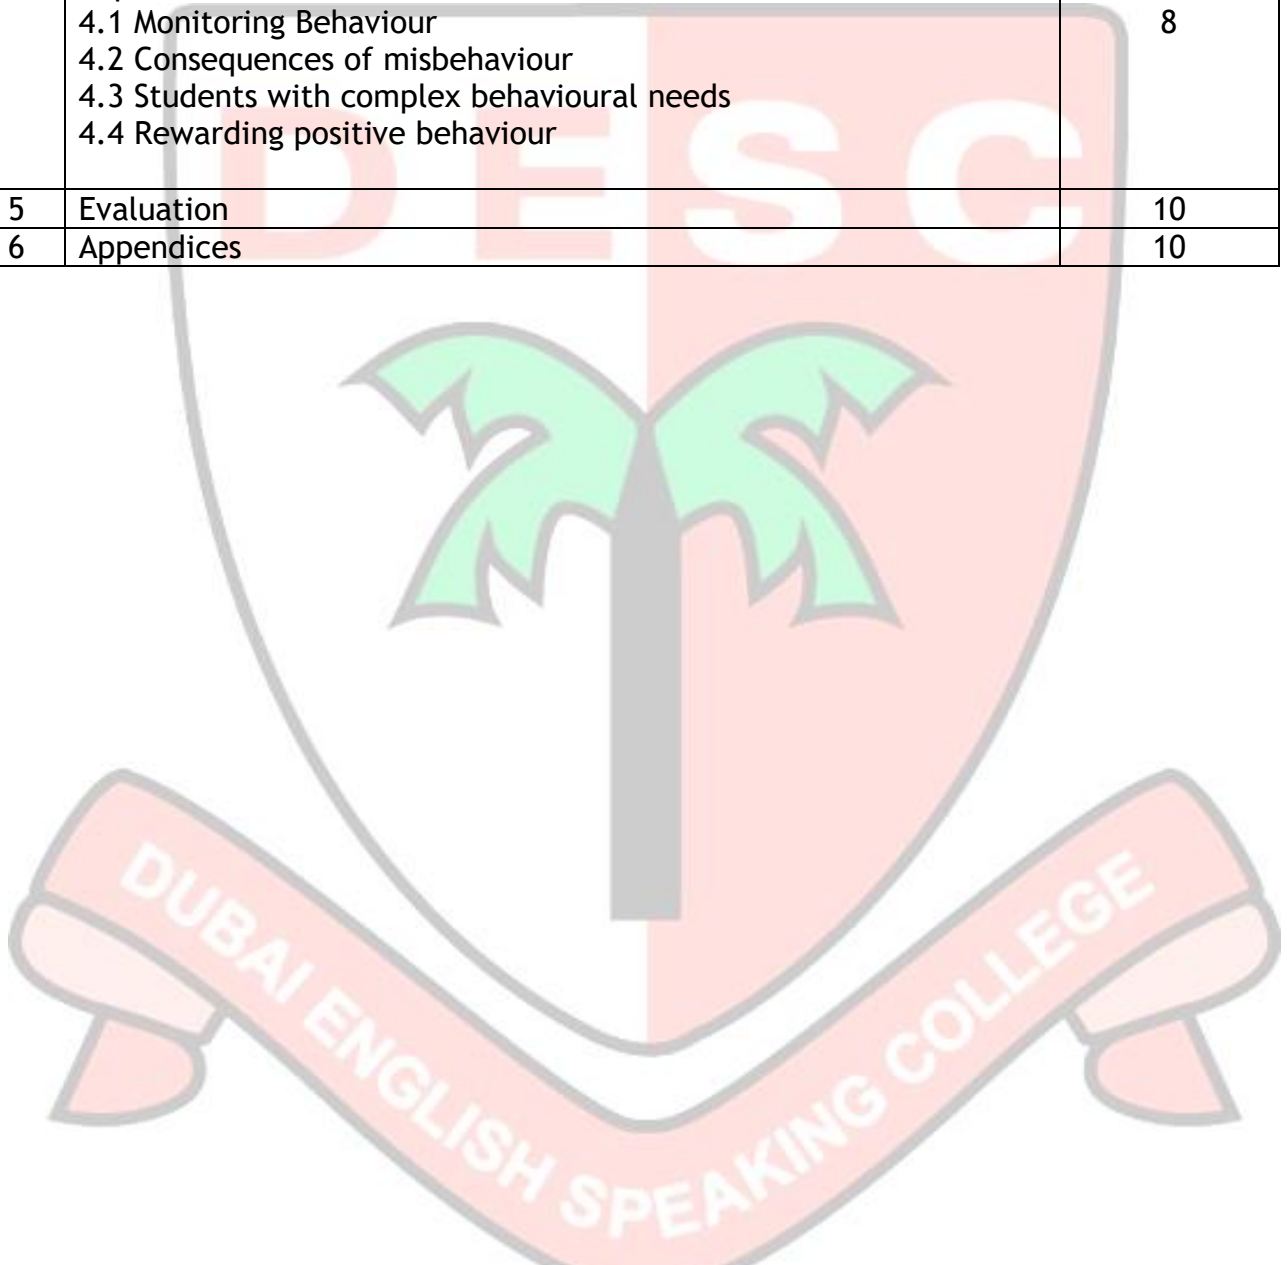 4.1 Monitoring Behaviour 8
4.2 Consequences of misbehaviour
4.3 Students with complex behavioural needs
4.4 Rewarding positive behaviour
5 Evaluation 10
6 Appendices 10
DESC
DUBAI ENGLISH SPEAKING COLLEGE